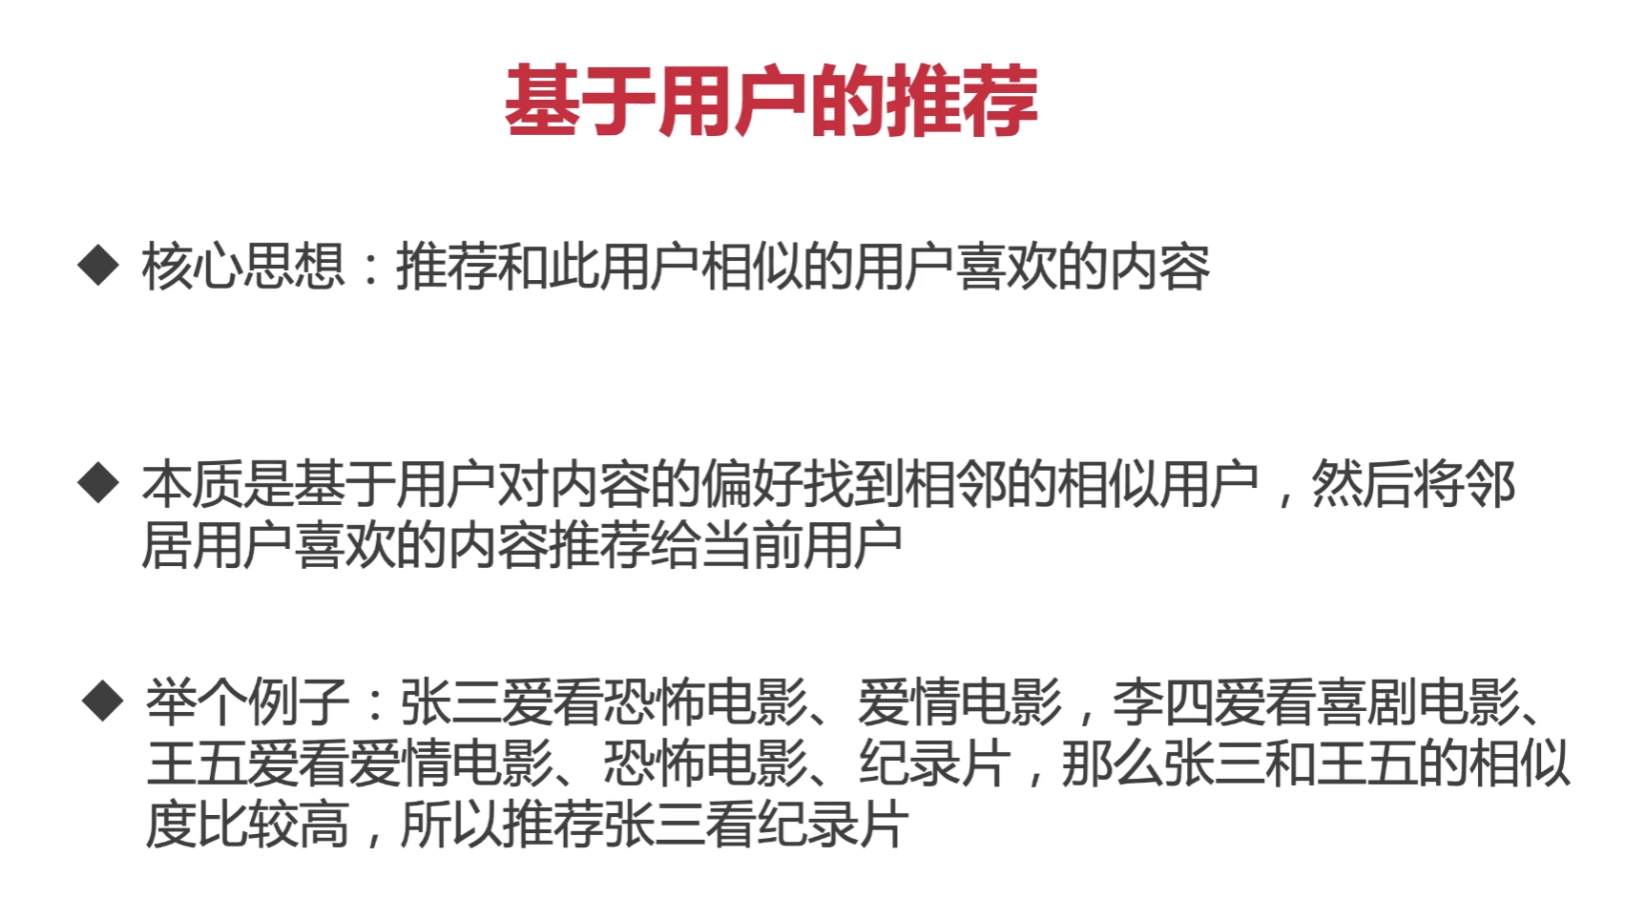 基于用户的推荐
◆ 核心思想：推荐和此用户相似的用户喜欢的内容
◆ 本质是基于用户对内容的偏好找到相邻的相似用户，然后将邻
居用户喜欢的内容推荐给当前用户
◆ 举个例子：张三爱看恐怖电影、爱情电影，李四爱看喜剧电影、
王五爱看爱情电影、恐怖电影、纪录片，那么张三和王五的相似
度比较高，所以推荐张三看纪录片